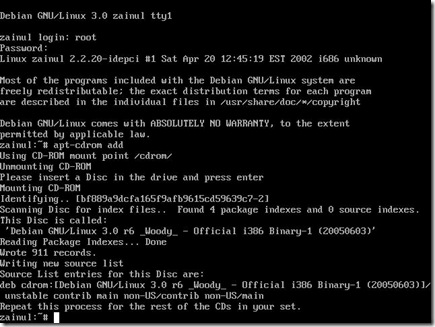 Debian GNU/Linux 3.0 zainul tty1
zainul login: root
Password:
Linux zainul 2.2.20-idepci #1 Sat Apr 20 12:45:19 EST 2002 i686 unknown
Most of the programs included with the Debian GNU/Linux system are
freely redistributable; the exact distribution terms for each program
are described in the individual files in /usr/share/doc/*/copyright
Debian GNU/Linux comes with ABSOLUTELY NO WARRANTY, to the extent
permitted by applicable law.
zainul:~# apt-cdrom add
Using CD-ROM mount point /cdrom/
Unmounting CD-ROM
Please insert a Disc in the drive and press enter
Mounting CD-ROM
Identifying.. [bf889a9dcfa165f9afb9615cd59639c7-2]
Scanning Disc for index files.. Found 4 package indexes and 0 source indexes.
This Disc is called:
'Debian GNU/Linux 3.0 r6 _Woody_ - Official i386 Binary-1 (20050603)'
Reading Package Indexes... Done
Wrote 911 records.
Writing new source list
Source List entries for this Disc are:
deb cdrom:[Debian GNU/Linux 3.0 r6 _Woody_ - Official i386 Binary-1 (20050603)]/
unstable contrib main non-US/contrib non-US/main
Repeat this process for the rest of the CDs in your set.
zainul:~#